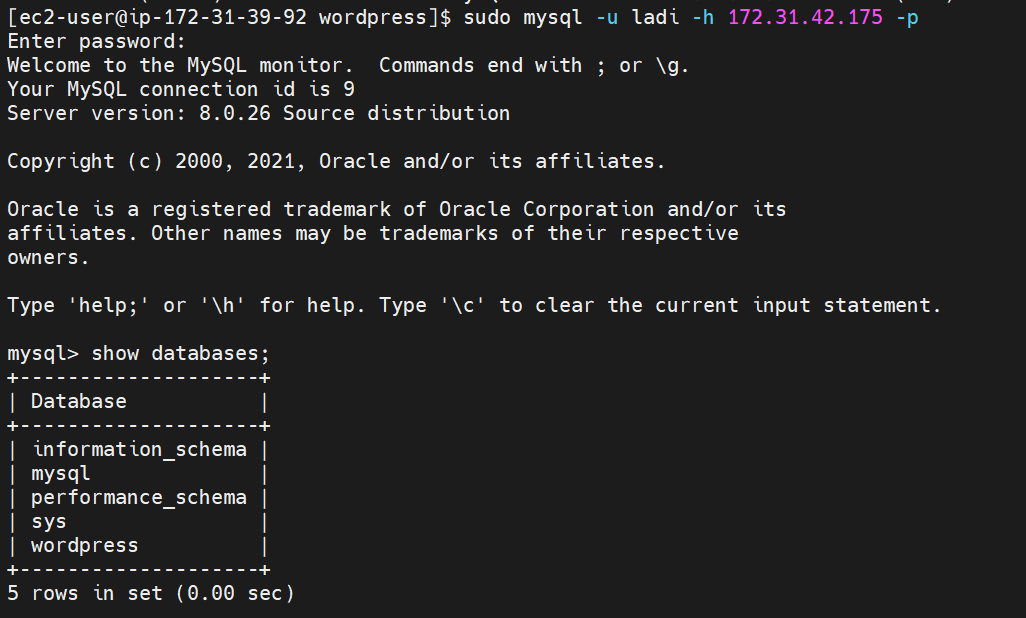 [ec2-user@ip-172-31-39-92 wordpress]$ sudo mysql -u ladi -h 172.31.42.175 -p
Enter password:
Welcome to the MySQL monitor.  Commands end with ; or \g.
Your MySQL connection id is 9
Server version: 8.0.26 Source distribution

Copyright (c) 2000, 2021, Oracle and/or its affiliates.

Oracle is a registered trademark of Oracle Corporation and/or its
affiliates. Other names may be trademarks of their respective
owners.

Type 'help;' or '\h' for help. Type '\c' to clear the current input statement.

mysql> show databases;
+--------------------+
| Database           |
+--------------------+
| information_schema |
| mysql              |
| performance_schema |
| sys                |
| wordpress          |
+--------------------+
5 rows in set (0.00 sec)